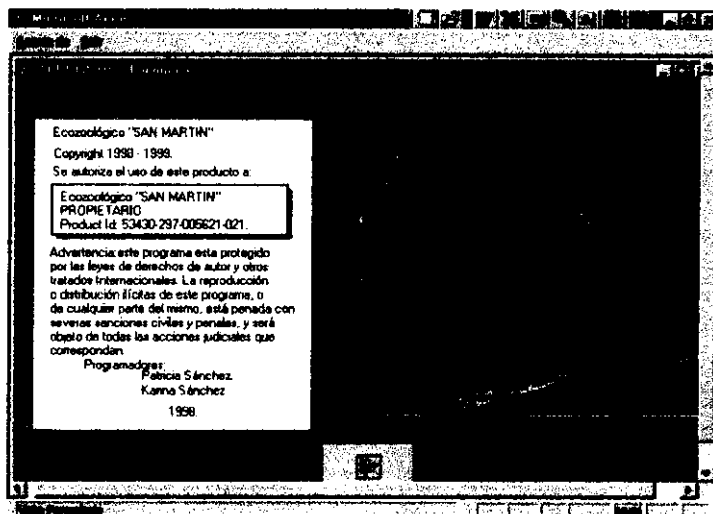 Microsoft Access
Ecozoológico "SAN MARTIN"
Copyright 1998 - 1999.
Se autoriza el uso de este producto a:
Ecozoológico "SAN MARTIN"
PROPIETARIO
Product Id: 53430-297-005621-021.
Advertencia: este programa esta protegido
por las leyes de derechos de autor y otros
tratados Internacionales. La reproducción
o distribución ilícitas de este programa, o
de cualquier parte del mismo, está penada con
severas sanciones civiles y penales, y será
objeto de todas las acciones judiciales que
correspondan.
Programadores:
Patricia Sánchez.
Karina Sánchez
1998.